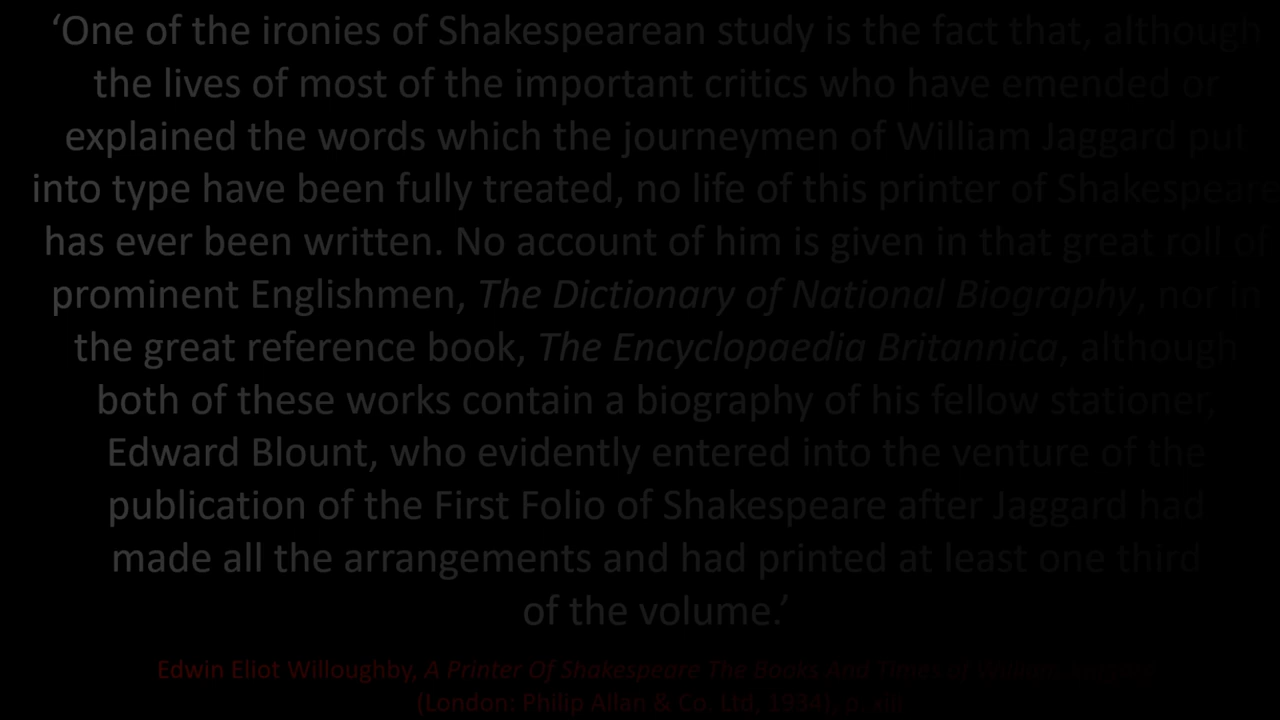 ‘One of the ironies of Shakespearean study is the fact that, although
the lives of most of the important critics who have emended or
explained the words which the journeymen of William Jaggard put
into type have been fully treated, no life of this printer of Shakespeare
has ever been written. No account of him is given in that great roll of
prominent Englishmen, The Dictionary of National Biography, nor in
the great reference book, The Encyclopaedia Britannica, although
both of these works contain a biography of his fellow stationer,
Edward Blount, who evidently entered into the venture of the
publication of the First Folio of Shakespeare after Jaggard had
made all the arrangements and had printed at least one third
of the volume.’
Edwin Eliot Willoughby, A Printer Of Shakespeare The Books And Times of William Jaggard
(London: Philip Allan & Co. Ltd, 1934), p.